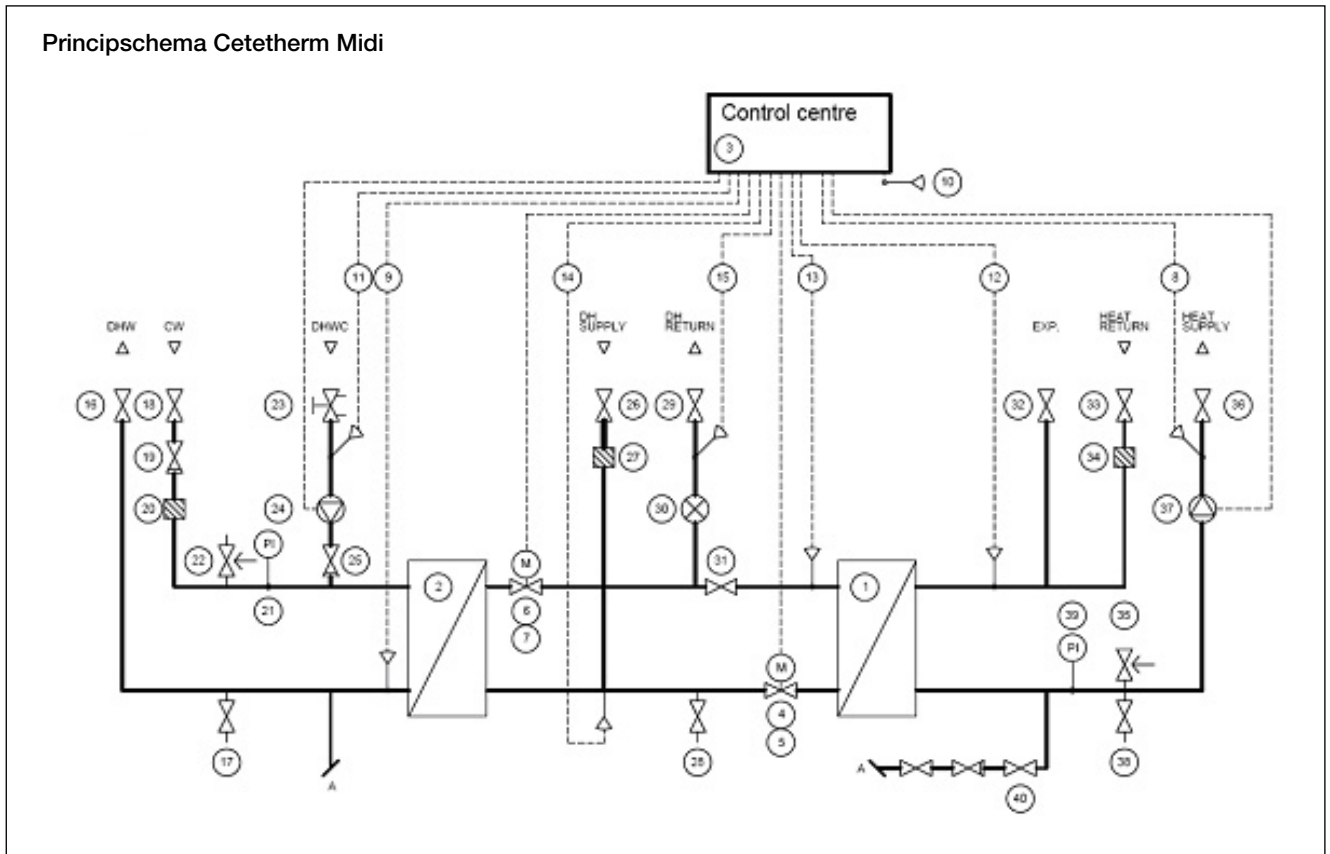 Principschema Cetetherm Midi
Control centre
3
10
11
9
14
15
13
12
8
DHW
CW
DHWC
DH
SUPPLY
DH
RETURN
EXP.
HEAT
RETURN
HEAT
SUPPLY
16
18
23
26
29
32
33
36
19
27
34
20
24
30
37
22
PI
25
M
31
2
1
21
6
7
39
35
PI
M
4
5
17
28
38
A
A
40